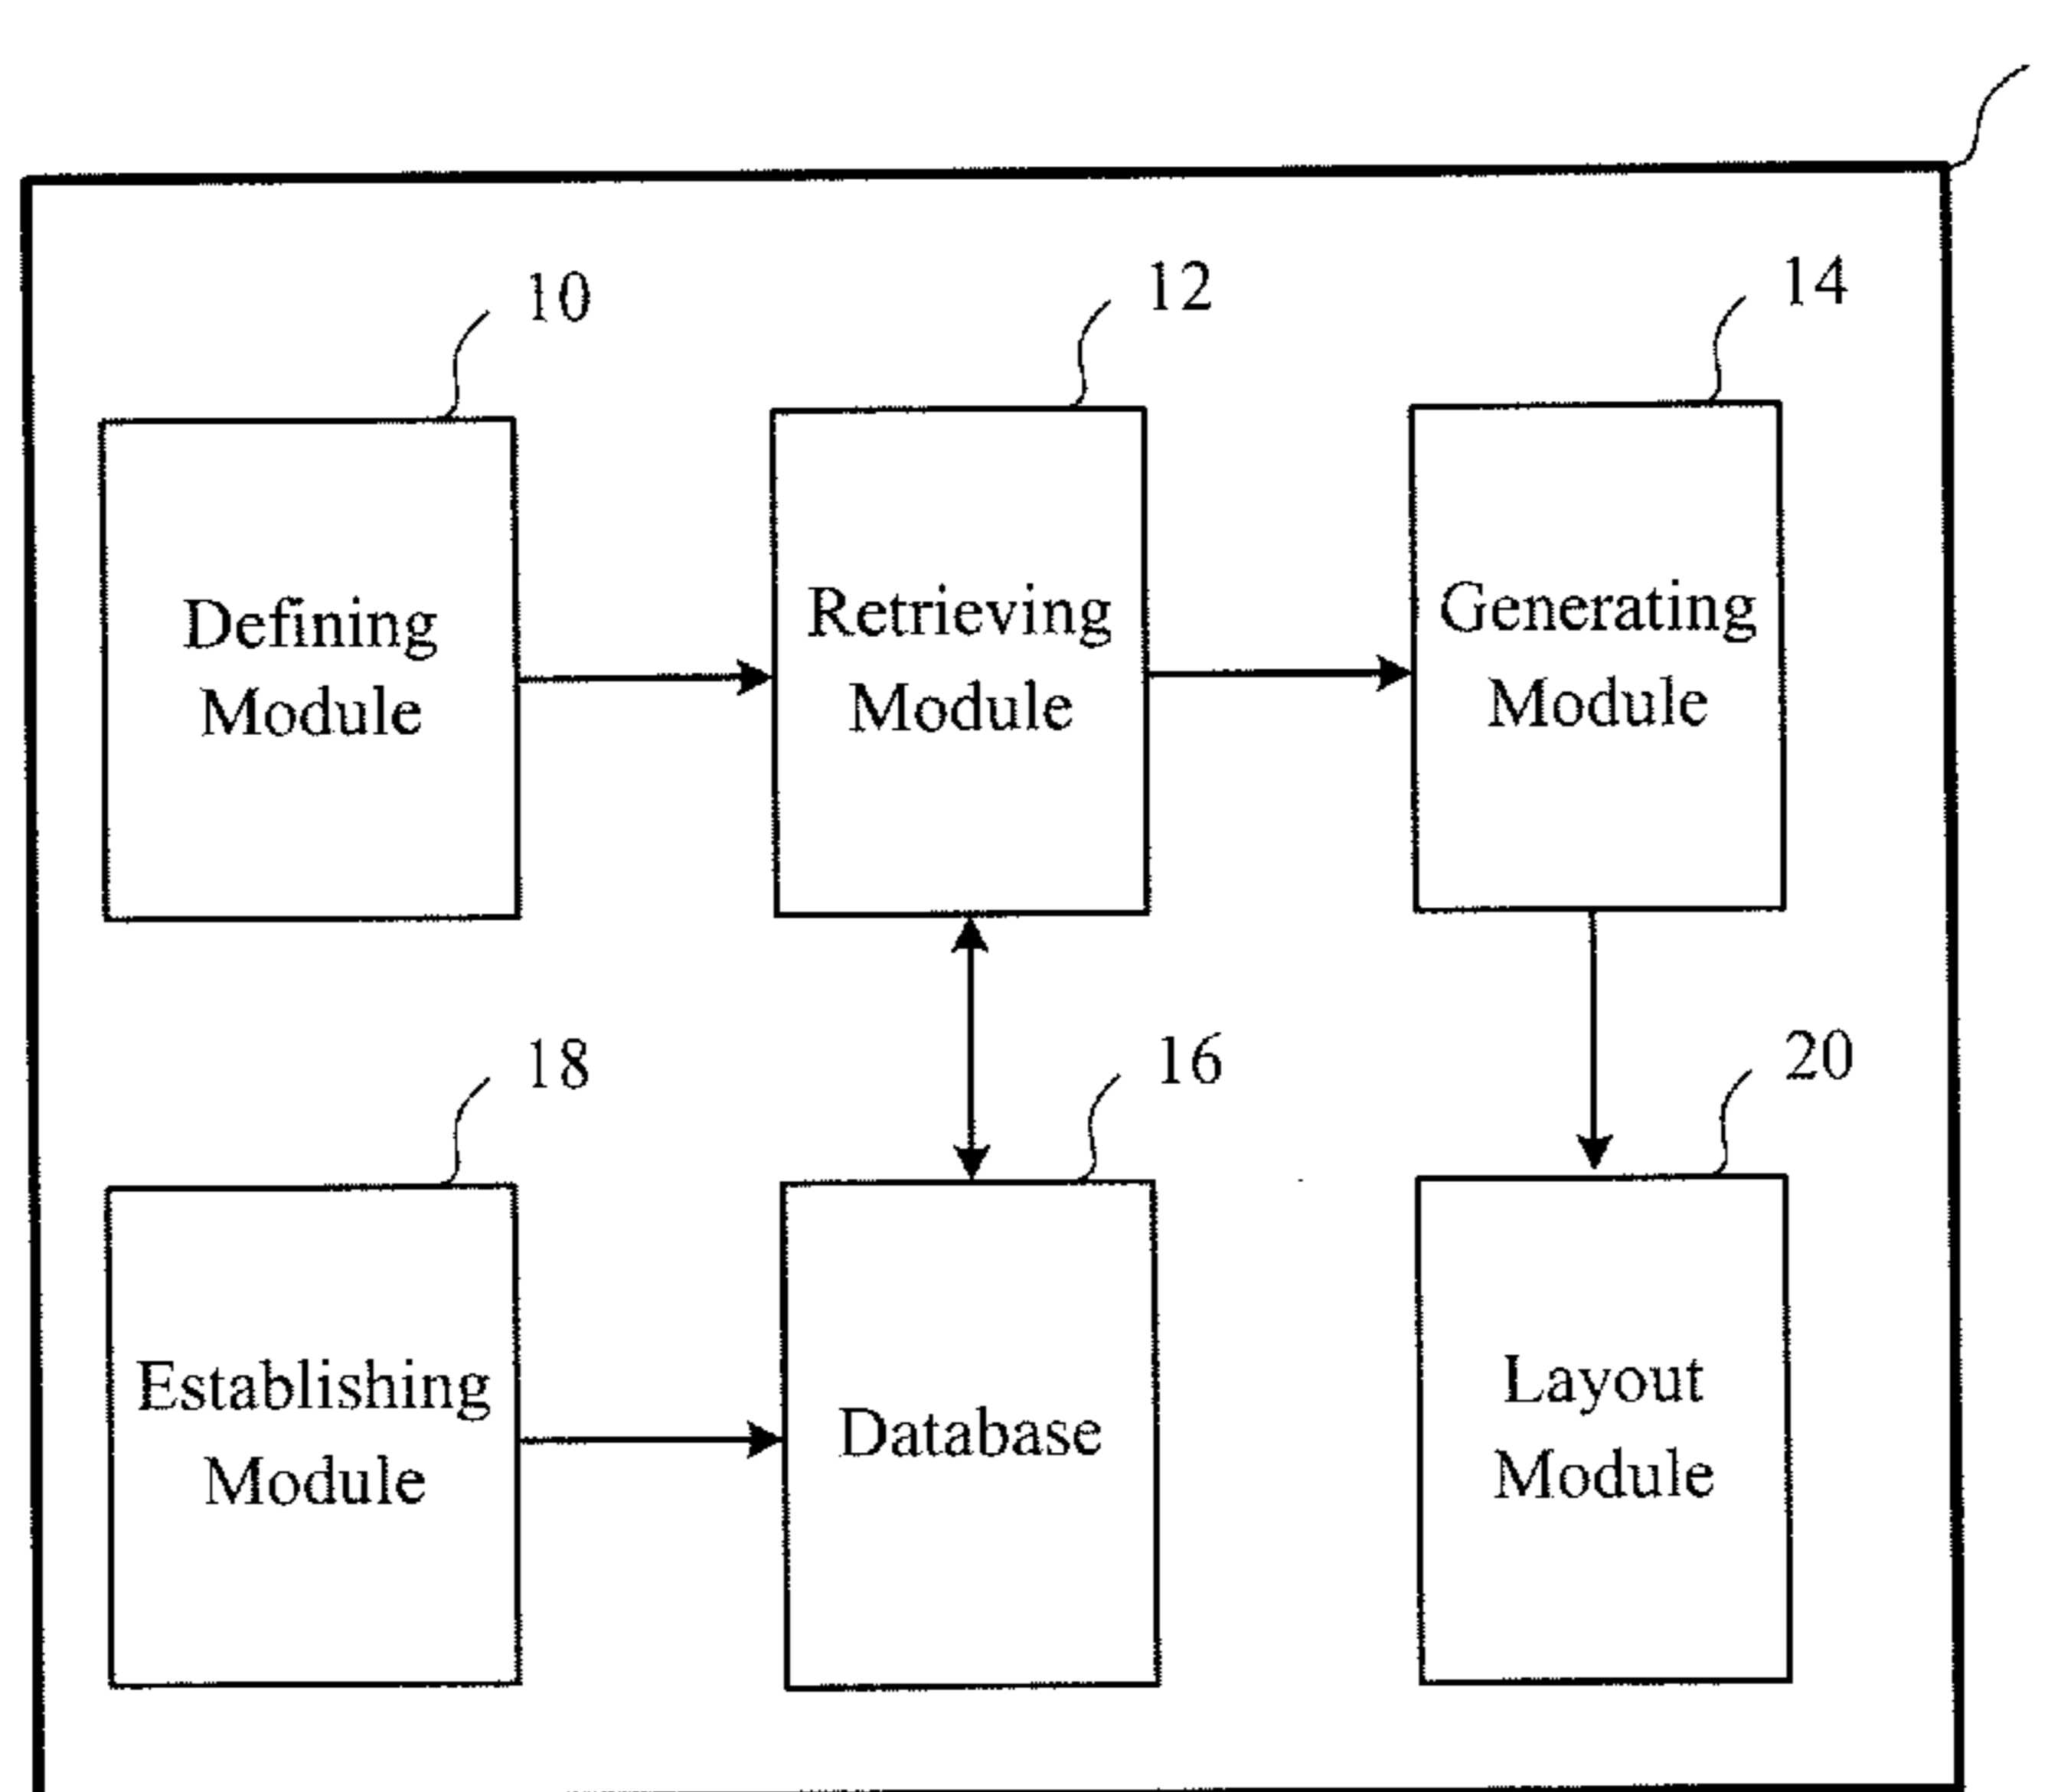 10
12
14
Defining
Module
Retrieving
Module
Generating
Module
18
16
20
Establishing
Module
Database
Layout
Module